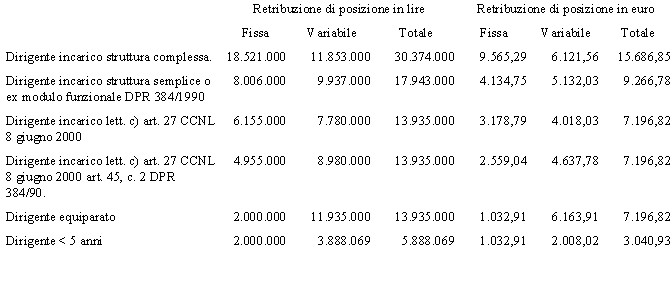 Retribuzione di posizione in lire Retribuzione di posizione in euro
Fissa Variabile Totale Fissa Variabile Totale
Dirigente incarico struttura complessa. 18.521.000 11.853.000 30.374.000 9.565,29 6.121,56 15.686,85
Dirigente incarico struttura semplice o 8.006.000 9.937.000 17.943.000 4.134,75 5.132,03 9.266,78
ex modulo funzionale DPR 384/1990
Dirigente incarico lett. c) art. 27 CCNL 6.155.000 7.780.000 13.935.000 3.178,79 4.018,03 7.196,82
8 giugno 2000
Dirigente incarico lett. c) art. 27 CCNL 4.955.000 8.980.000 13.935.000 2.559,04 4.637,78 7.196,82
8 giugno 2000 art. 45, c. 2 DPR
384/90.
Dirigente equiparato 2.000.000 11.935.000 13.935.000 1.032,91 6.163,91 7.196,82
Dirigente < 5 anni 2.000.000 3.888.069 5.888.069 1.032,91 2.008,02 3.040,93